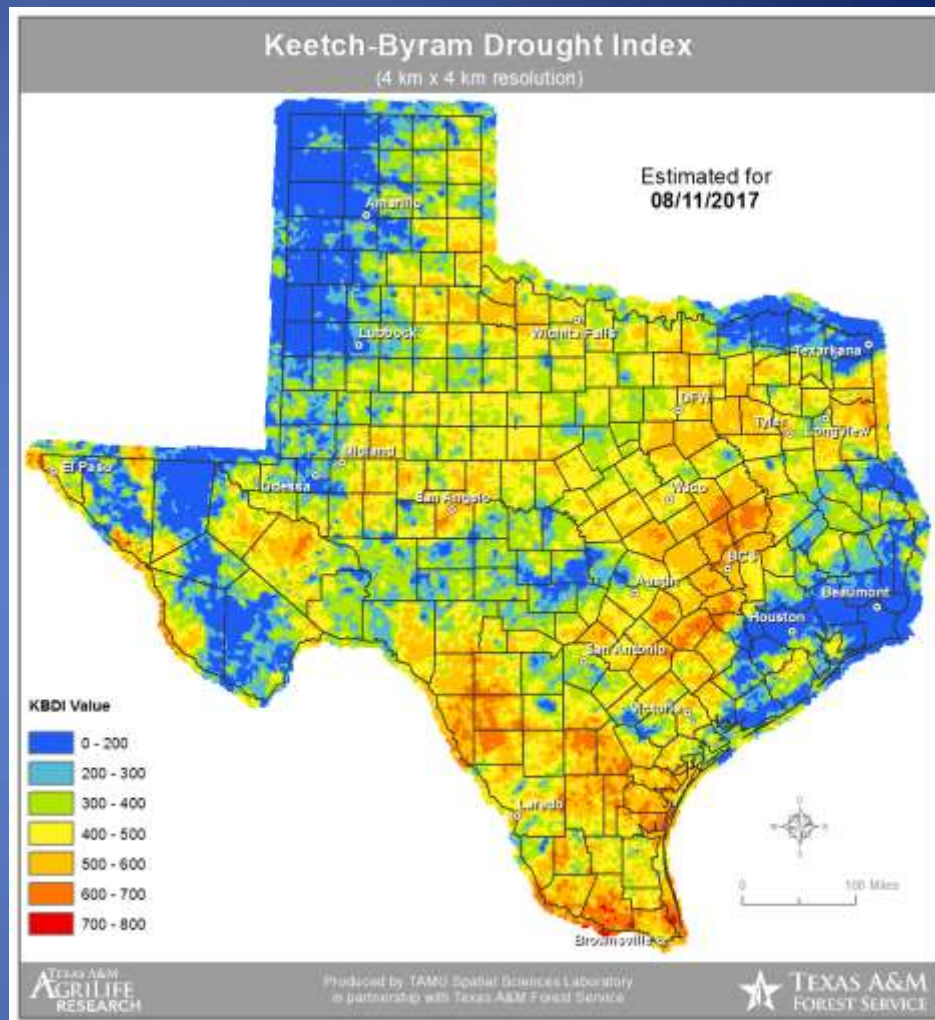 Keetch-Byram Drought Index
(4 km x 4 km resolution)
Estimated for
08/11/2017
Amarillo
Lubbock
Wichita Falls
Texarkana
DFW
Tyler
Longview
El Paso
Midland
Odessa
San Angelo
Waco
BCS
Austin
Beaumont
Houston
San Antonio
Victoria
Laredo
Brownsville
KBDI Value
0 - 200
200 - 300
300 - 400
400 - 500
500 - 600
600 - 700
700 - 800
0 100 Miles
TEXAS A&M
AGRILIFE
RESEARCH
Produced by TAMU Spatial Sciences Laboratory
in partnership with Texas A&M Forest Service
TEXAS A&M
FOREST SERVICE